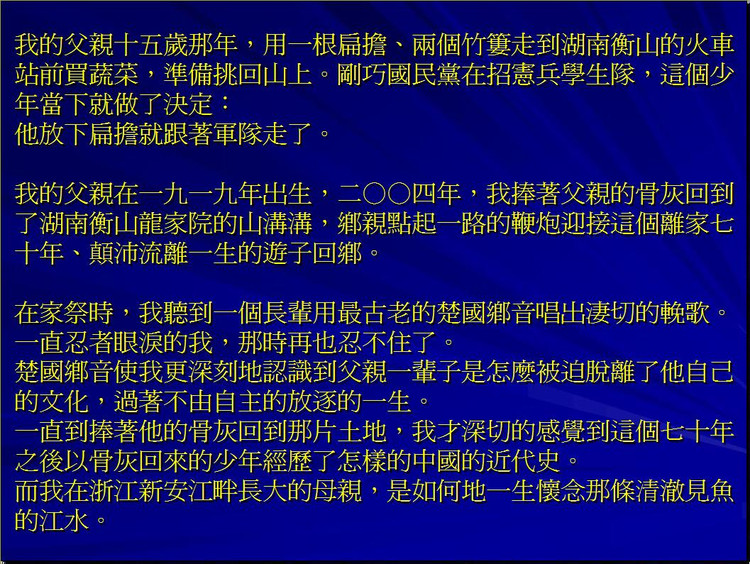 我的父親十五歲那年，用一根扁擔、兩個竹簍走到湖南衡山的火車
站前買蔬菜，準備挑回山上。剛巧國民黨在招憲兵學生隊，這個少
年當下就做了決定：
他放下扁擔就跟著軍隊走了。
我的父親在一九一九年出生，二〇〇四年，我捧著父親的骨灰回到
了湖南衡山龍家院的山溝溝，鄉親點起一路的鞭炮迎接這個離家七
十年、顛沛流離一生的遊子回鄉。
在家祭時，我聽到一個長輩用最古老的楚國鄉音唱出淒切的輓歌。
一直忍者眼淚的我，那時再也忍不住了。
楚國鄉音使我更深刻地認識到父親一輩子是怎麼被迫脫離了他自己
的文化，過著不由自主的放逐的一生。
一直到捧著他的骨灰回到那片土地，我才深切的感覺到這個七十年
之後以骨灰回來的少年經歷了怎樣的中國的近代史。
而我在浙江新安江畔長大的母親，是如何地一生懷念那條清澈見魚
的江水。